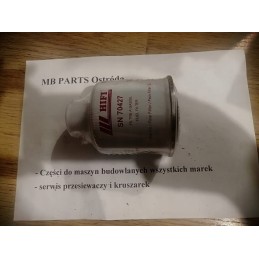 MB PARTS Ostróda
HIFI
SN 70427
- Części do maszyn budowlanych wszystkich marek
- serwis przesiewaczy i kruszarek